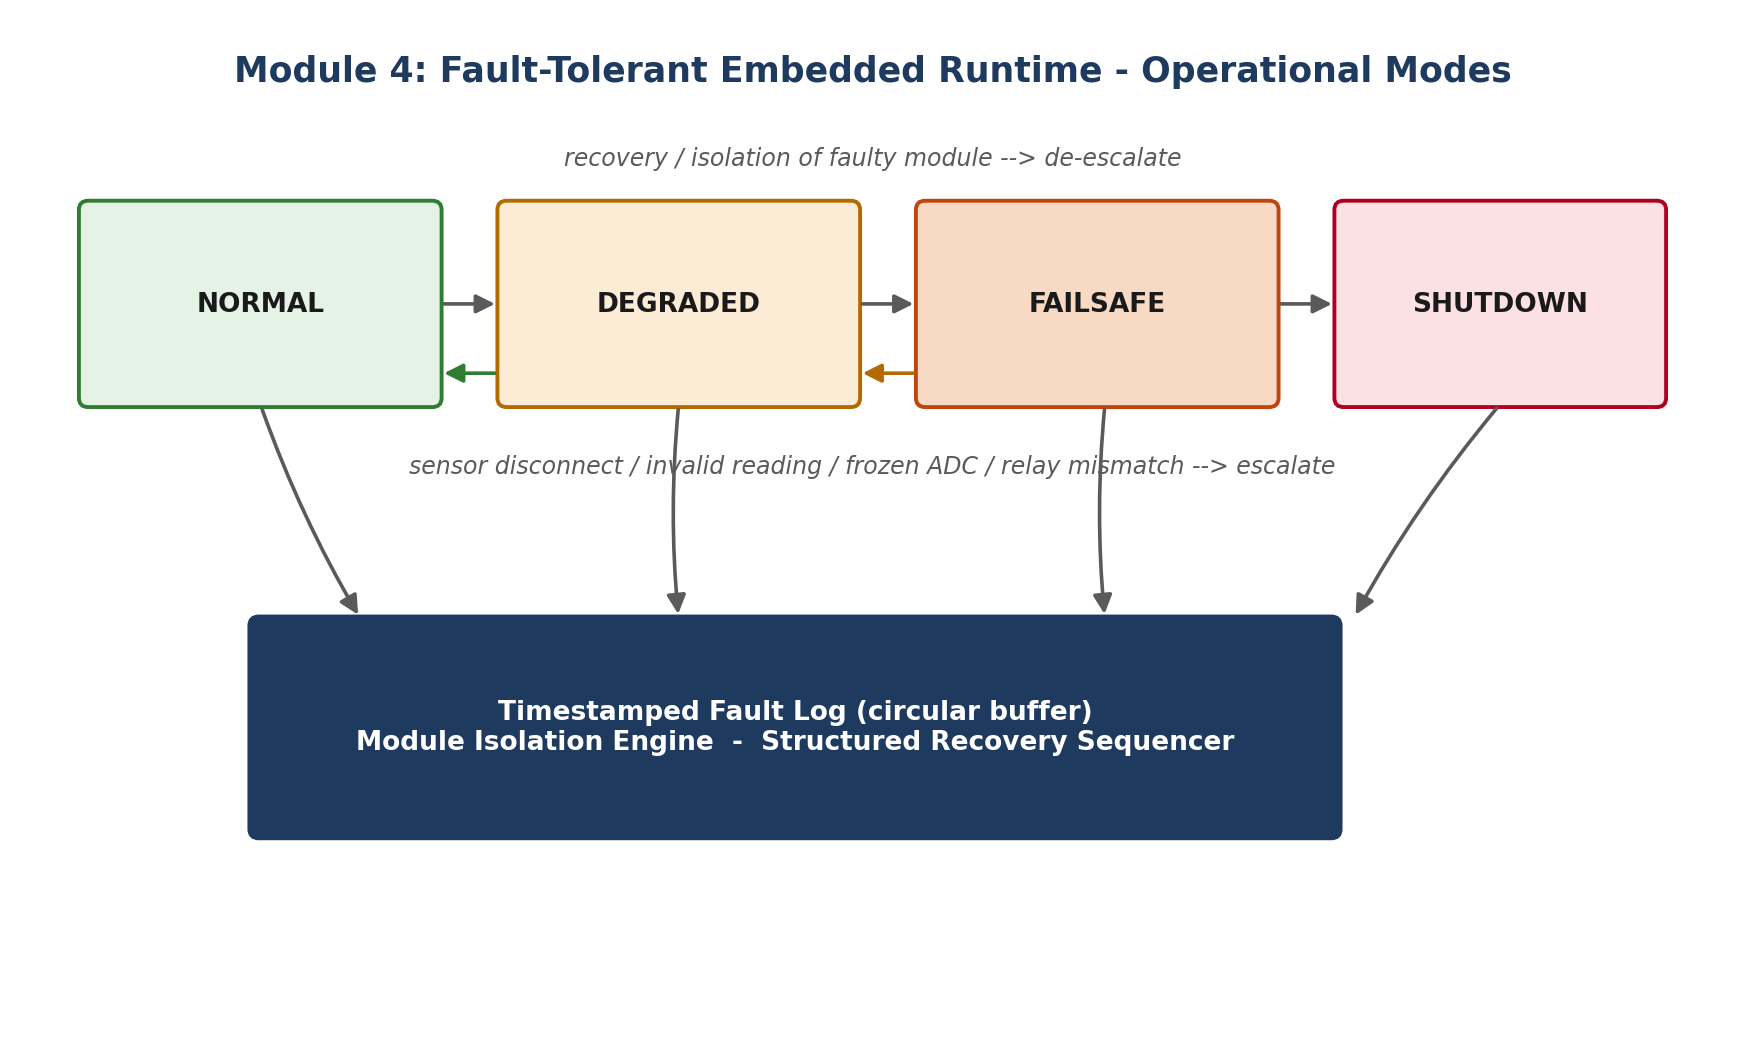 Module 4: Fault-Tolerant Embedded Runtime - Operational Modes
recovery / isolation of faulty module --> de-escalate
NORMAL
DEGRADED
FAILSAFE
SHUTDOWN
sensor disconnect / invalid reading / frozen ADC / relay mismatch --> escalate
Timestamped Fault Log (circular buffer)
Module Isolation Engine - Structured Recovery Sequencer